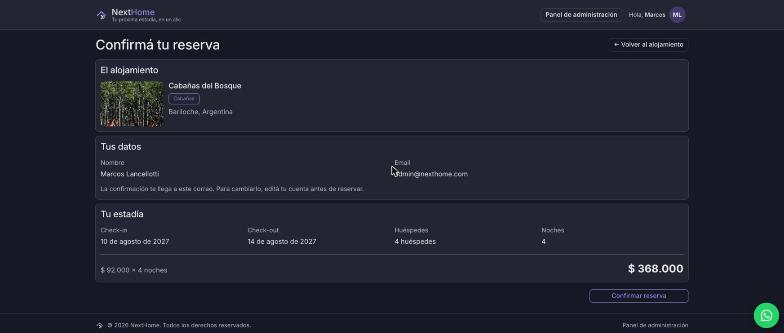 NextHome
Tu próxima estadía, en un clic
Panel de administración
Hola, Marcos
ML
Confirmá tu reserva
← Volver al alojamiento
El alojamiento
Cabañas del Bosque
Cabañas
Bariloche, Argentina
Tus datos
Nombre
Email
Marcos Lancellotti
admin@nexthome.com
La confirmación te llega a este correo. Para cambiarlo, editá tu cuenta antes de reservar.
Tu estadía
Check-in
Check-out
Huéspedes
Noches
10 de agosto de 2027
14 de agosto de 2027
4 huéspedes
4
$ 92.000 × 4 noches
$ 368.000
Confirmar reserva
© 2026 NextHome. Todos los derechos reservados.
Panel de administración